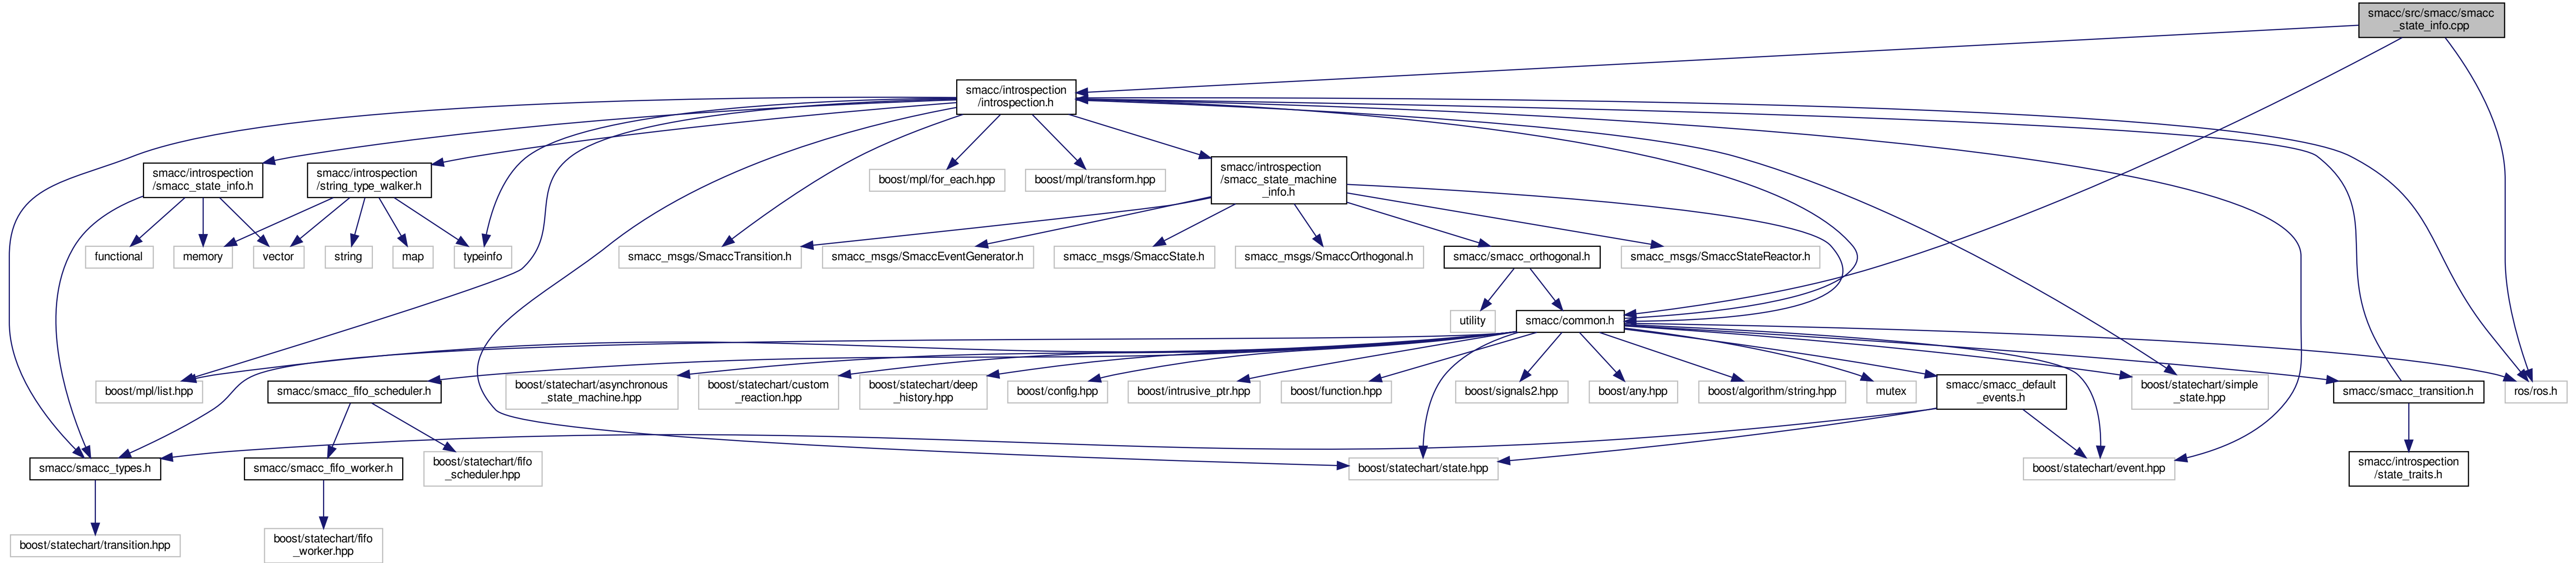 smacc/src/smacc/smacc
_state_info.cpp
smacc/introspection
/introspection.h
smacc/introspection
/smacc_state_info.h
smacc/introspection
/string_type_walker.h
boost/mpl/for_each.hpp
boost/mpl/transform.hpp
smacc/introspection
/smacc_state_machine
_info.h
functional
memory
vector
string
map
typeinfo
smacc_msgs/SmaccTransition.h
smacc_msgs/SmaccEventGenerator.h
smacc_msgs/SmaccState.h
smacc_msgs/SmaccOrthogonal.h
smacc/smacc_orthogonal.h
smacc_msgs/SmaccStateReactor.h
utility
smacc/common.h
boost/mpl/list.hpp
smacc/smacc_fifo_scheduler.h
boost/statechart/asynchronous
_state_machine.hpp
boost/statechart/custom
_reaction.hpp
boost/statechart/deep
_history.hpp
boost/config.hpp
boost/intrusive_ptr.hpp
boost/function.hpp
boost/signals2.hpp
boost/any.hpp
boost/algorithm/string.hpp
mutex
smacc/smacc_default
_events.h
boost/statechart/simple
_state.hpp
smacc/smacc_transition.h
ros/ros.h
smacc/smacc_types.h
smacc/smacc_fifo_worker.h
boost/statechart/fifo
_scheduler.hpp
boost/statechart/state.hpp
boost/statechart/event.hpp
smacc/introspection
/state_traits.h
boost/statechart/transition.hpp
boost/statechart/fifo
_worker.hpp